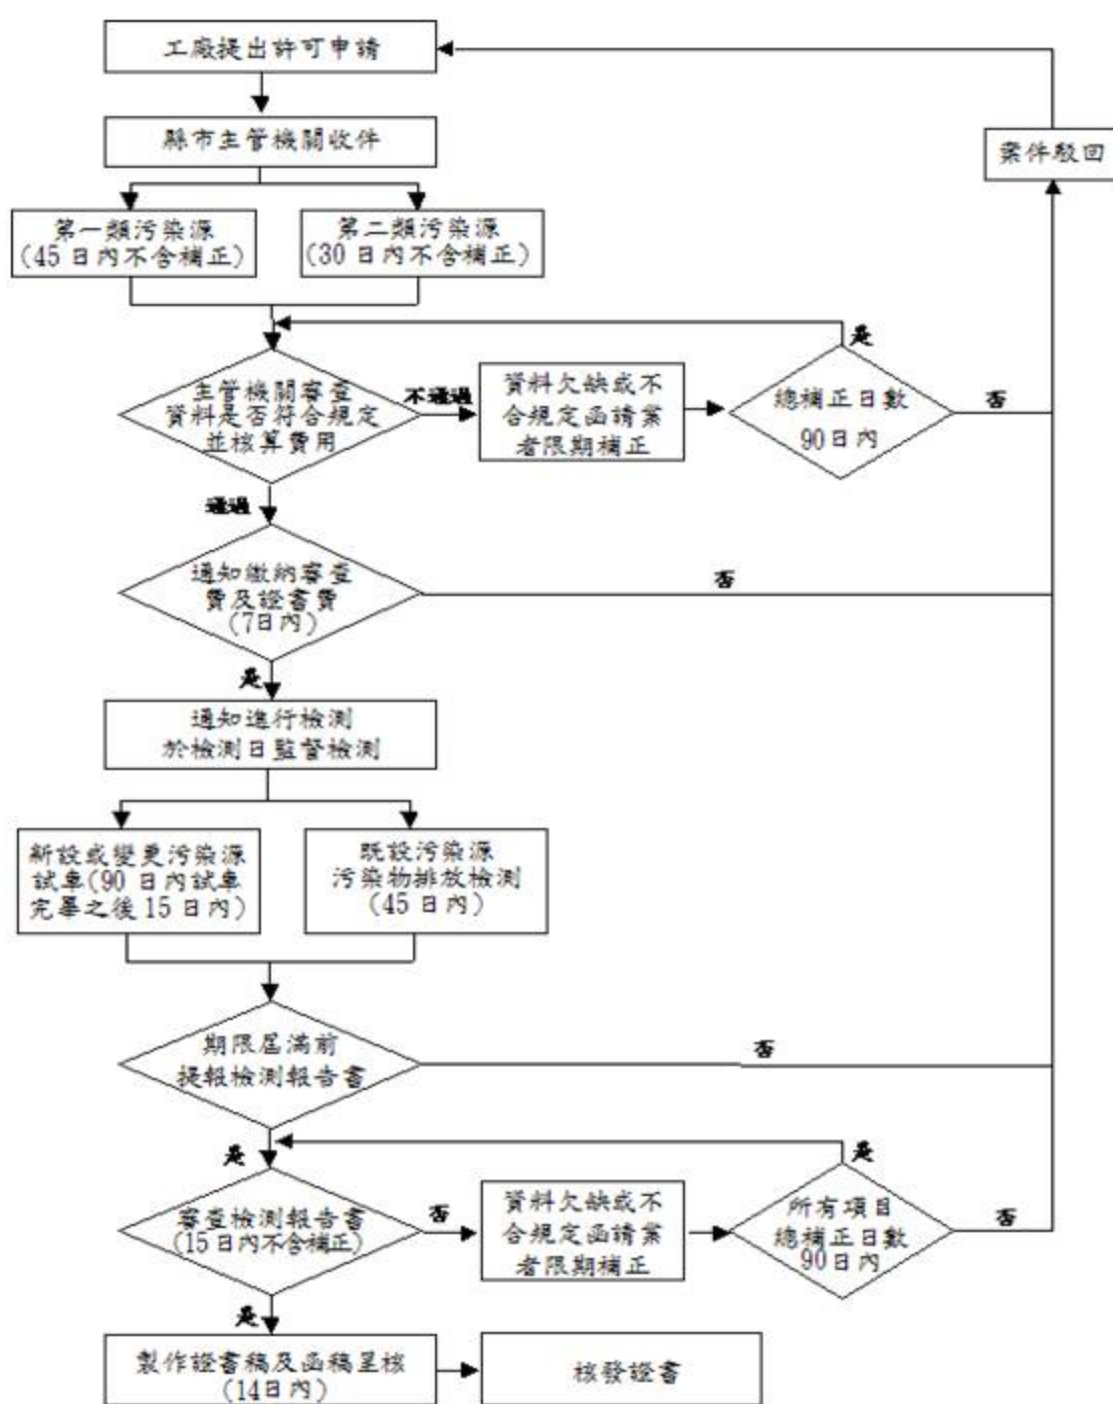 工廠提出許可申請
縣市主管機關收件
案件駁回
第一類污染源
(45日內不含補正)
第二類污染源
(30日內不含補正)
主管機關審查
資料是否符合規定
並核算費用
不通過
資料欠缺或不
合規定函請業
者限期補正
總補正日數
90日內
是
否
通過
通知繳納審查
費及證書費
(7日內)
否
是
通知進行檢測
於檢測日監督檢測
新設或變更污染源
試車(90日內試車
完畢之後15日內)
既設污染源
污染物排放檢測
(45日內)
期限屆滿前
提報檢測報告書
否
是
審查檢測報告書
(15日內不含補正)
否
資料欠缺或不
合規定函請業
者限期補正
所有項目
總補正日數
90日內
是
否
是
製作證書稿及函稿呈核
(14日內)
核發證書